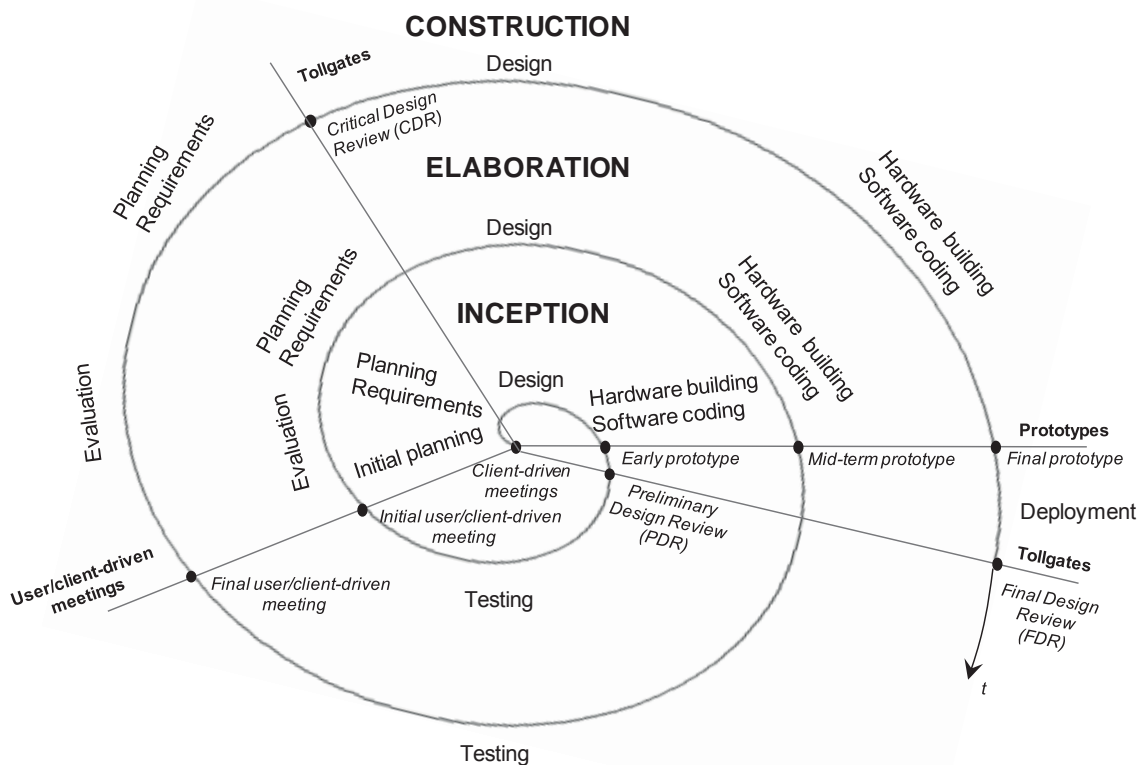 CONSTRUCTION
Design
Tollgates
Critical Design
Review (CDR)
Planning
Requirements
ELABORATION
Design
Hardware building
Software coding
Planning
Requirements
Hardware building
Software coding
INCEPTION
Planning
Requirements
Design
Hardware building
Software coding
Evaluation
Evaluation
Initial planning
Client-driven
meetings
Early prototype
Mid-term prototype
Prototypes
Final prototype
Initial user/client-driven
meeting
Preliminary
Design Review
(PDR)
Deployment
User/client-driven
meetings
Final user/client-driven
meeting
Testing
Tollgates
Final Design
Review
(FDR)
t
Testing